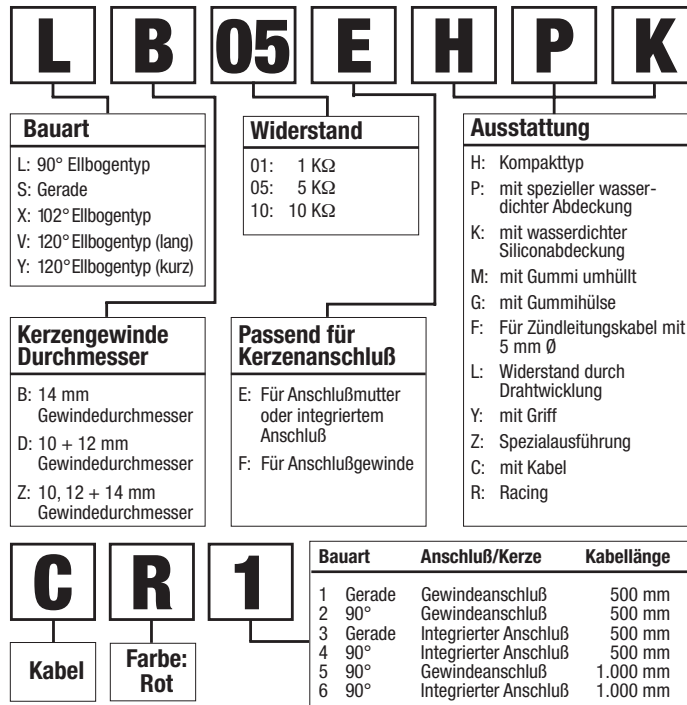 L B 05 E H P K
Bauart
L: 90° Ellbogentyp
S: Gerade
X: 102°Ellbogentyp
V: 120°Ellbogentyp (lang)
Y: 120°Ellbogentyp (kurz)
Widerstand
01: 1 KΩ
05: 5 KΩ
10: 10 KΩ
Ausstattung
H: Kompakttyp
P: mit spezieller wasser-
dichter Abdeckung
K: mit wasserdichter
Siliconabdeckung
M: mit Gummi umhüllt
G: mit Gummihülse
F: Für Zündleitungskabel mit
5 mm Ø
L: Widerstand durch
Drahtwicklung
Y: mit Griff
Z: Spezialausführung
C: mit Kabel
R: Racing
Kerzengewinde
Durchmesser
B: 14 mm
Gewindedurchmesser
D: 10 + 12 mm
Gewindedurchmesser
Z: 10, 12 + 14 mm
Gewindedurchmesser
Passend für
Kerzenanschluß
E: Für Anschlußmutter
oder integriertem
Anschluß
F: Für Anschlußgewinde
C R 1
Kabel
Farbe:
Rot
Bauart Anschluß/Kerze Kabellänge
1 Gerade Gewindeanschluß 500 mm
2 90° Gewindeanschluß 500 mm
3 Gerade Integrierter Anschluß 500 mm
4 90° Integrierter Anschluß 500 mm
5 90° Gewindeanschluß 1.000 mm
6 90° Integrierter Anschluß 1.000 mm